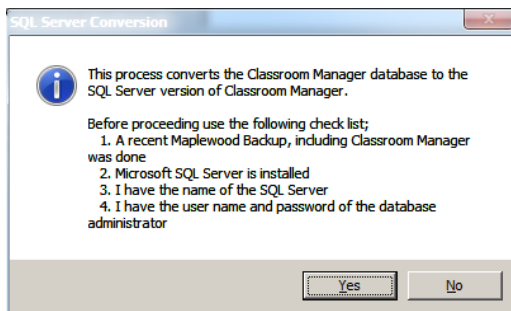 SQL Server Conversion
This process converts the Classroom Manager database to the
SQL Server version of Classroom Manager.
Before proceeding use the following check list;
1. A recent Maplewood Backup, including Classroom Manager
was done
2. Microsoft SQL Server is installed
3. I have the name of the SQL Server
4. I have the user name and password of the database
administrator
Yes
No